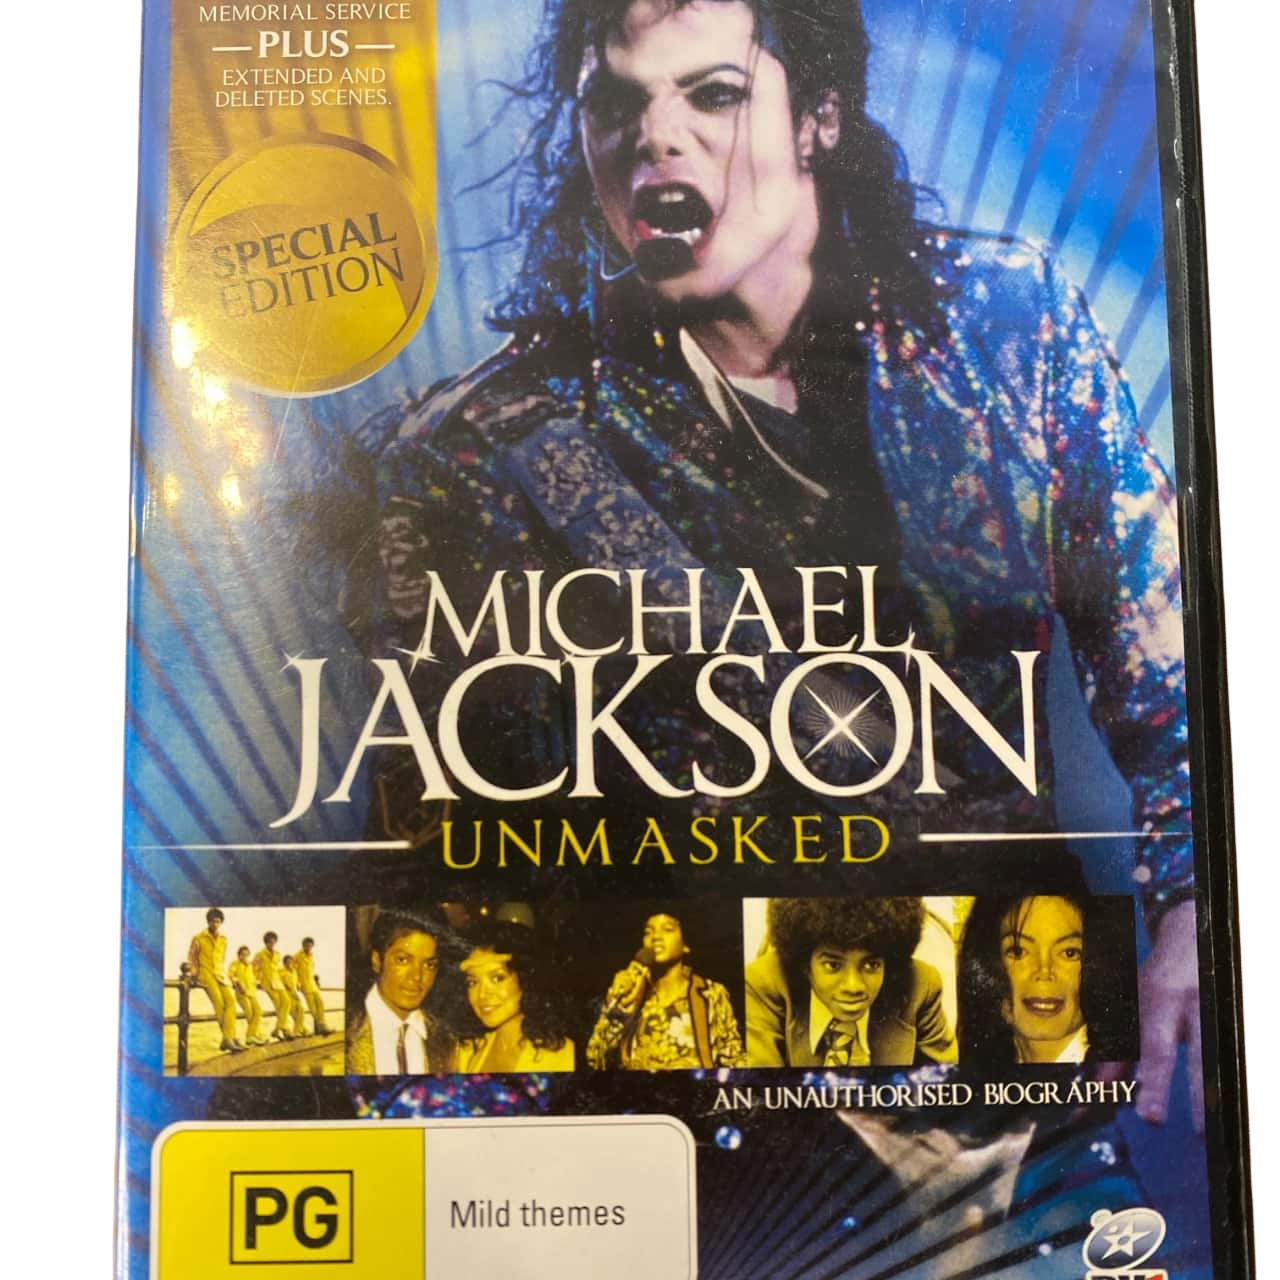 MEMORIAL SERVICE
PLUS
EXTENDED AND
DELETED SCENES.
SPECIAL
EDITION
MICHAEL
JACKSON
UNMASKED
AN UNAUTHORISED BIOGRAPHY
PG
Mild themes